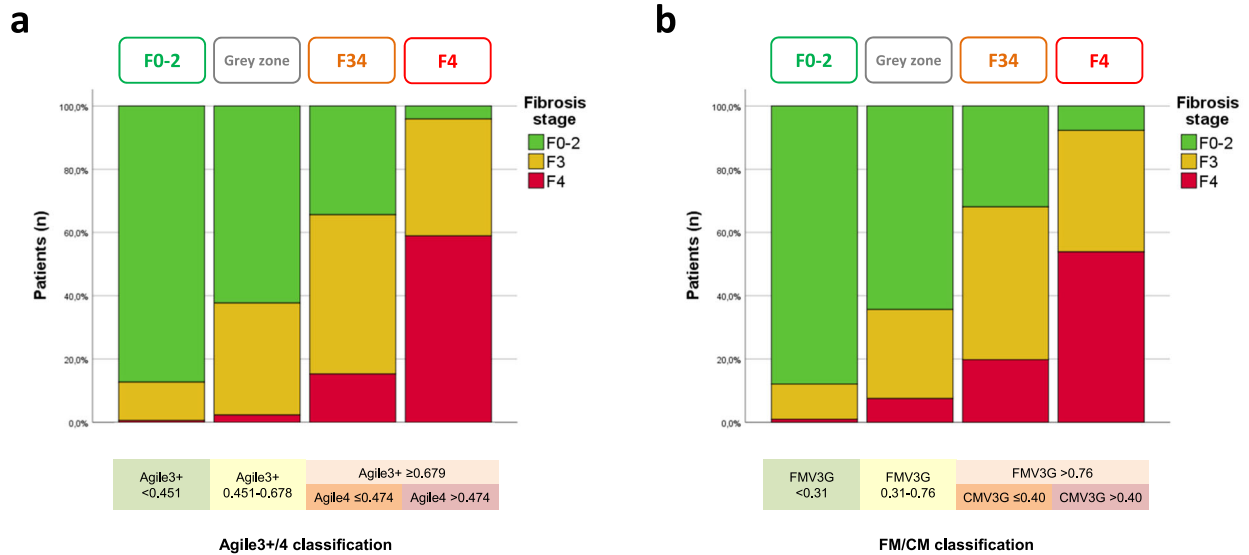 a
F0-2
Grey zone
F34
F4
100,0%
80,0%
60,0%
40,0%
20,0%
0,0%
Patients (n)
Fibrosis
stage
F0-2
F3
F4
Agile3+
<0.451
Agile3+
0.451-0.678
Agile3+ ≥0.679
Agile4 ≤0.474
Agile4 >0.474
Agile3+/4 classification
b
F0-2
Grey zone
F34
F4
100,0%
80,0%
60,0%
40,0%
20,0%
0,0%
Patients (n)
Fibrosis
stage
F0-2
F3
F4
FMV3G
<0.31
FMV3G
0.31-0.76
FMV3G >0.76
CMV3G ≤0.40
CMV3G >0.40
FM/CM classification